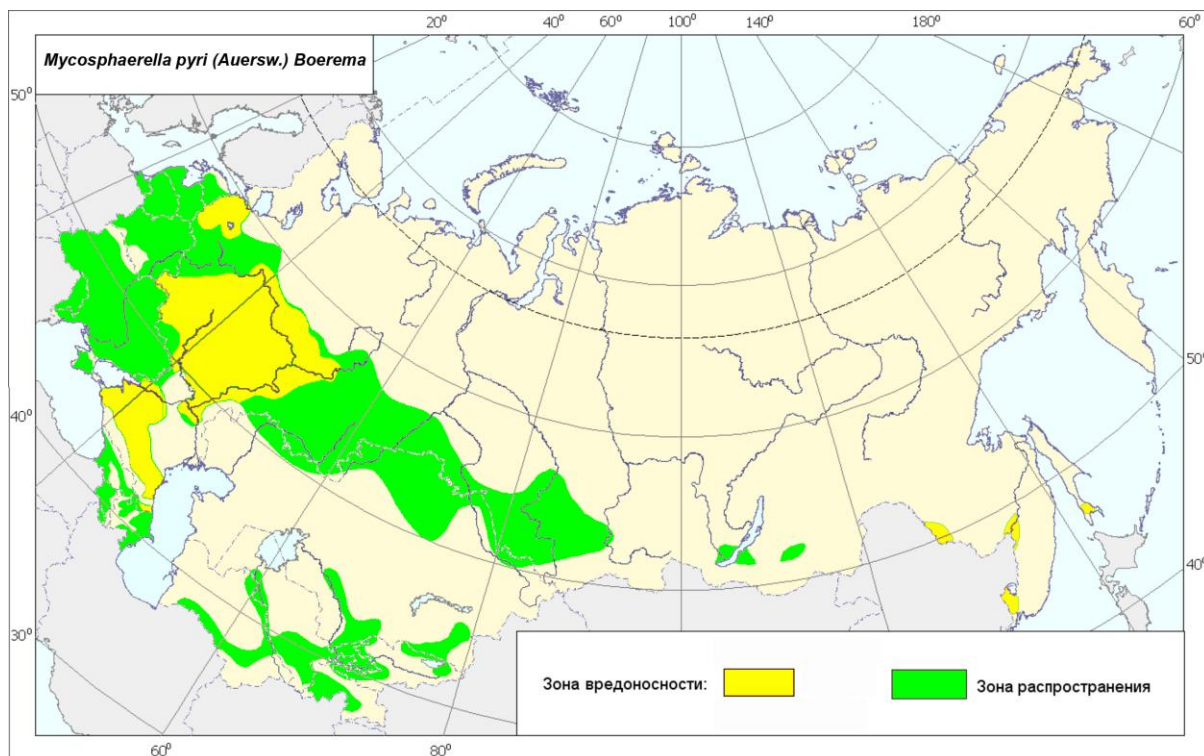 20⁰ 40⁰ 60⁰ 100⁰ 140⁰ 180⁰ 60⁰
Mycosphaerella pyri (Auersw.) Boerema
50⁰
50⁰
40⁰
40⁰
30⁰
Зона вредоносности:
Зона распространения
60⁰ 80⁰